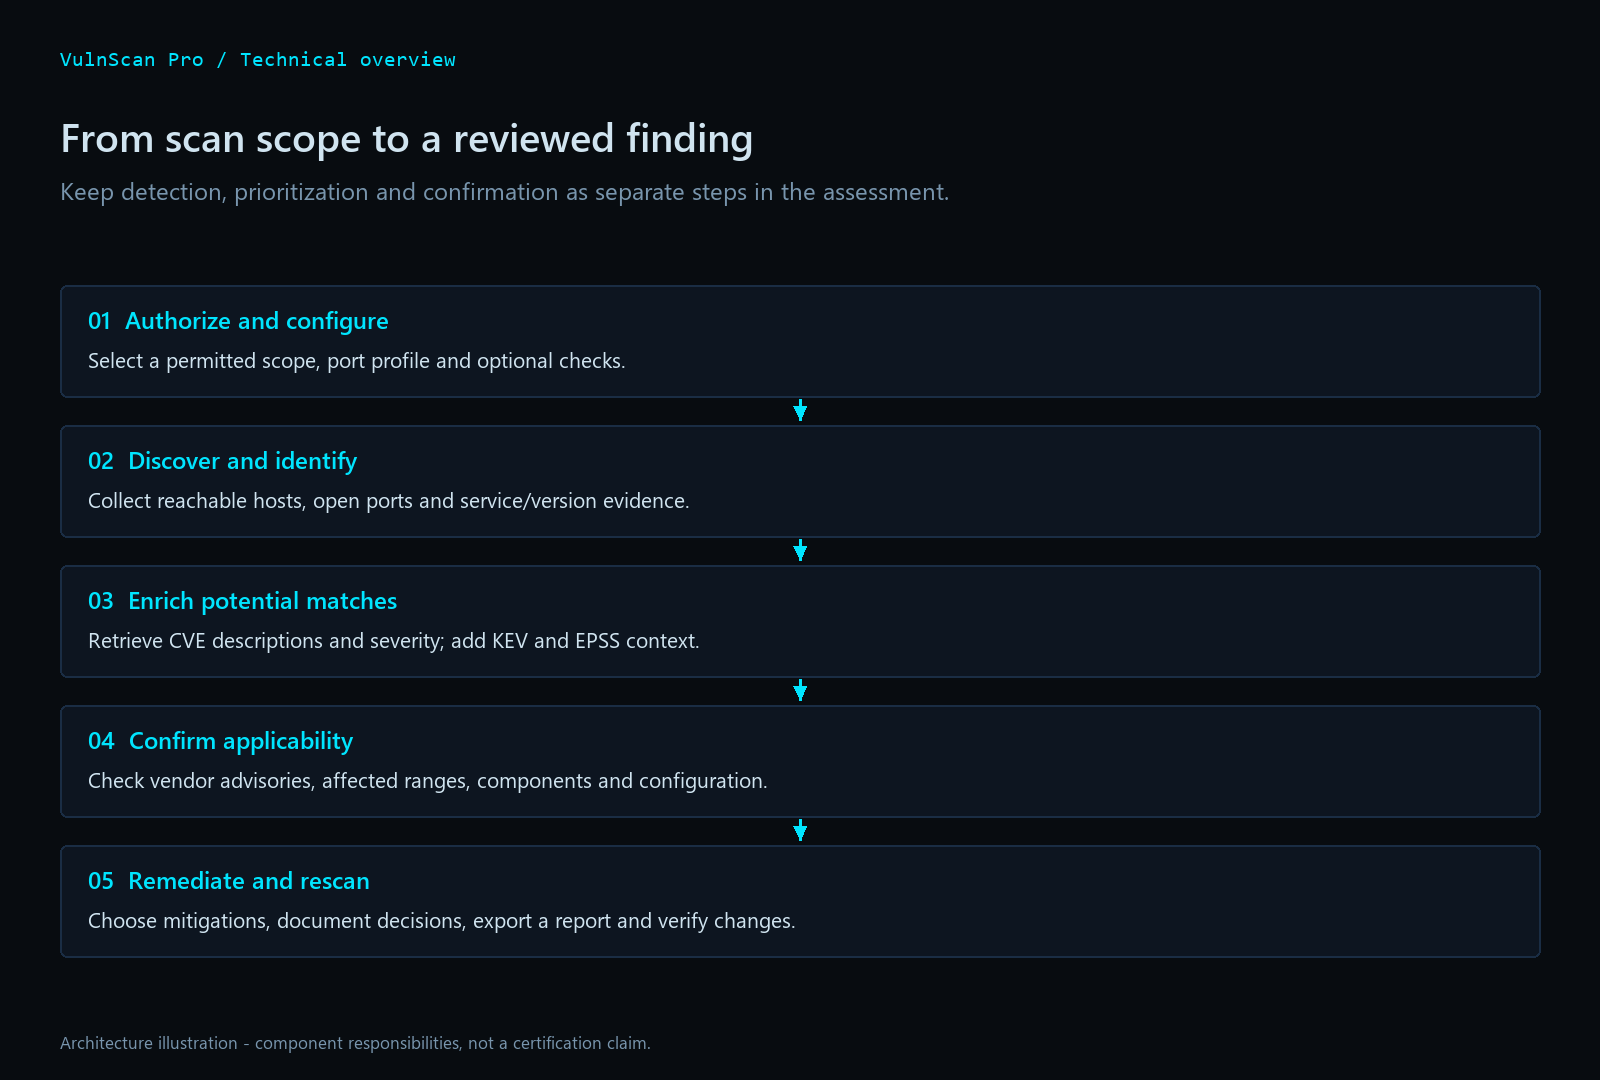 VulnScan Pro / Technical overview
From scan scope to a reviewed finding
Keep detection, prioritization and confirmation as separate steps in the assessment.
01 Authorize and configure
Select a permitted scope, port profile and optional checks.
02 Discover and identify
Collect reachable hosts, open ports and service/version evidence.
03 Enrich potential matches
Retrieve CVE descriptions and severity; add KEV and EPSS context.
04 Confirm applicability
Check vendor advisories, affected ranges, components and configuration.
05 Remediate and rescan
Choose mitigations, document decisions, export a report and verify changes.
Architecture illustration - component responsibilities, not a certification claim.